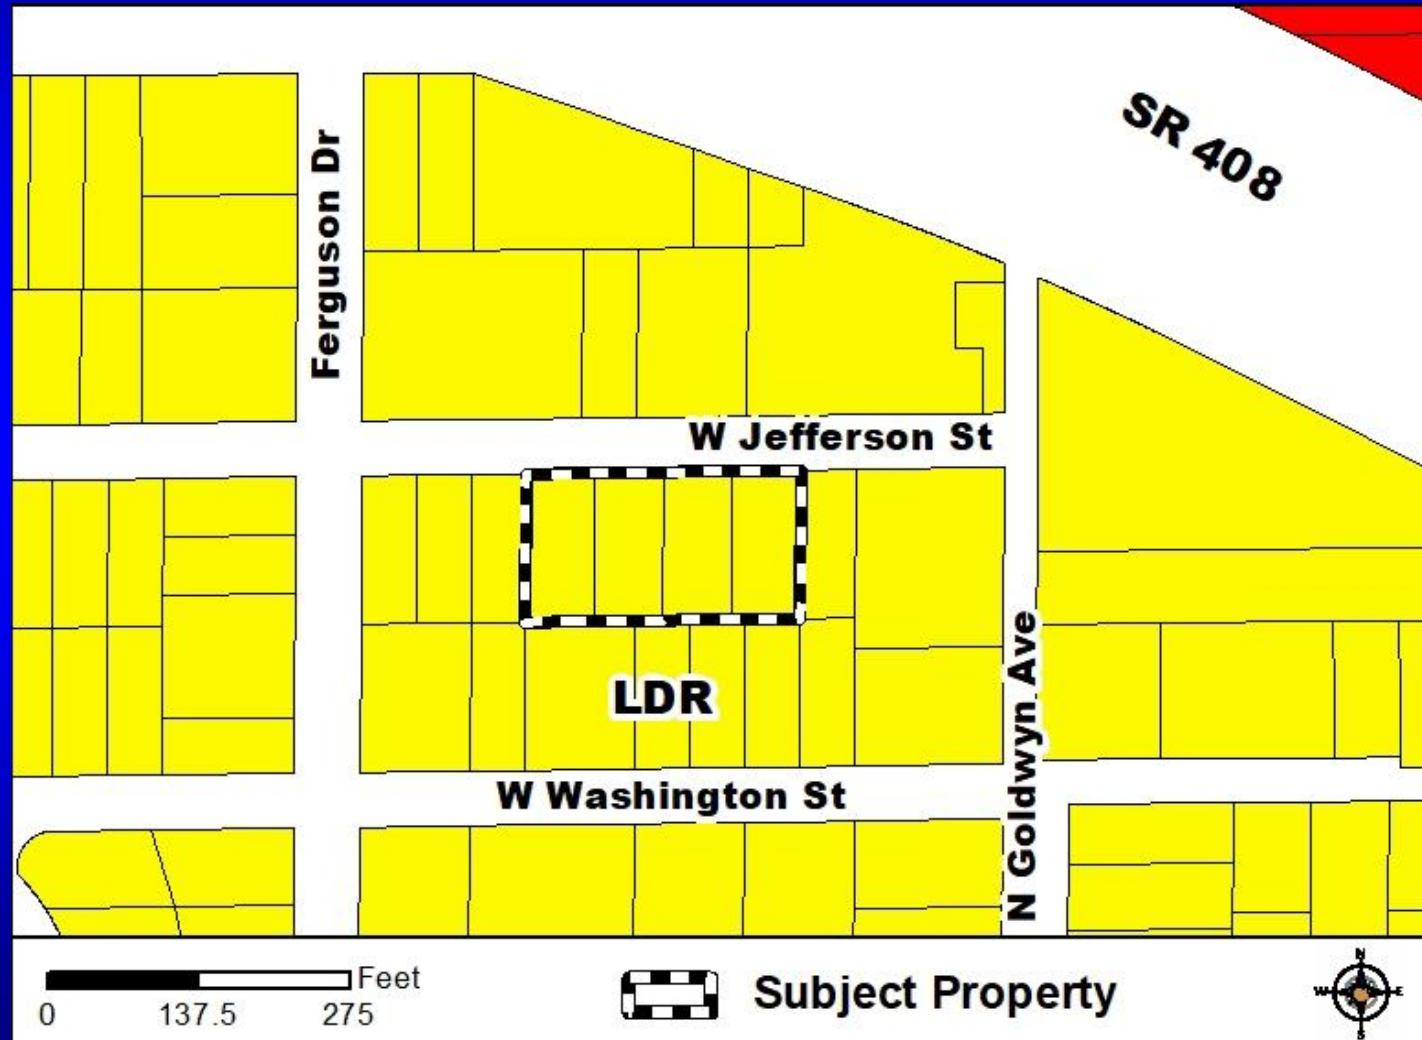 SR 408
Ferguson Dr
W Jefferson St
LDR
N Goldwyn Ave
W Washington St
Feet
0 137.5 275
Subject Property
N
W E
S